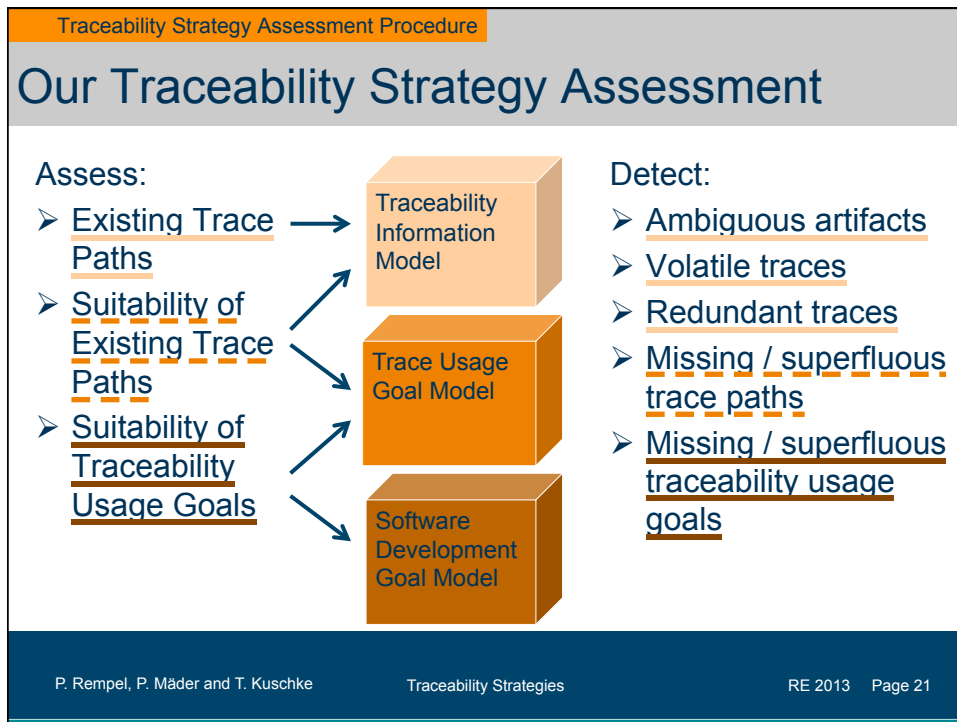 Traceability Strategy Assessment Procedure
Our Traceability Strategy Assessment
Assess:
➢ Existing Trace
Paths
➢ Suitability of
Existing Trace
Paths
➢ Suitability of
Traceability
Usage Goals
Traceability
Information
Model
Trace Usage
Goal Model
Software
Development
Goal Model
Detect:
➢ Ambiguous artifacts
➢ Volatile traces
➢ Redundant traces
➢ Missing / superfluous
trace paths
➢ Missing / superfluous
traceability usage
goals
P. Rempel, P. Mäder and T. Kuschke
Traceability Strategies
RE 2013 Page 21